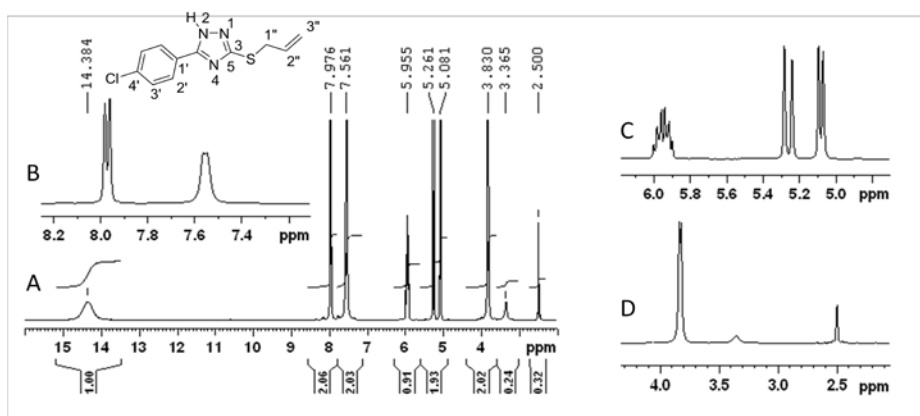 H 2 N N 1
3 1" 3"
N S 2"
4 5
1'
Cl 4' 2'
3'
14.384
7.976
7.561
5.955
5.261
5.081
3.830
3.365
2.500
B
8.2 8.0 7.8 7.6 7.4 ppm
A
15 14 13 12 11 10 9 8 7 6 5 4 ppm
1.00 2.06 2.03 0.91 1.93 2.02 0.24 0.32
C
6.0 5.8 5.6 5.4 5.2 5.0 ppm
D
4.0 3.5 3.0 2.5 ppm